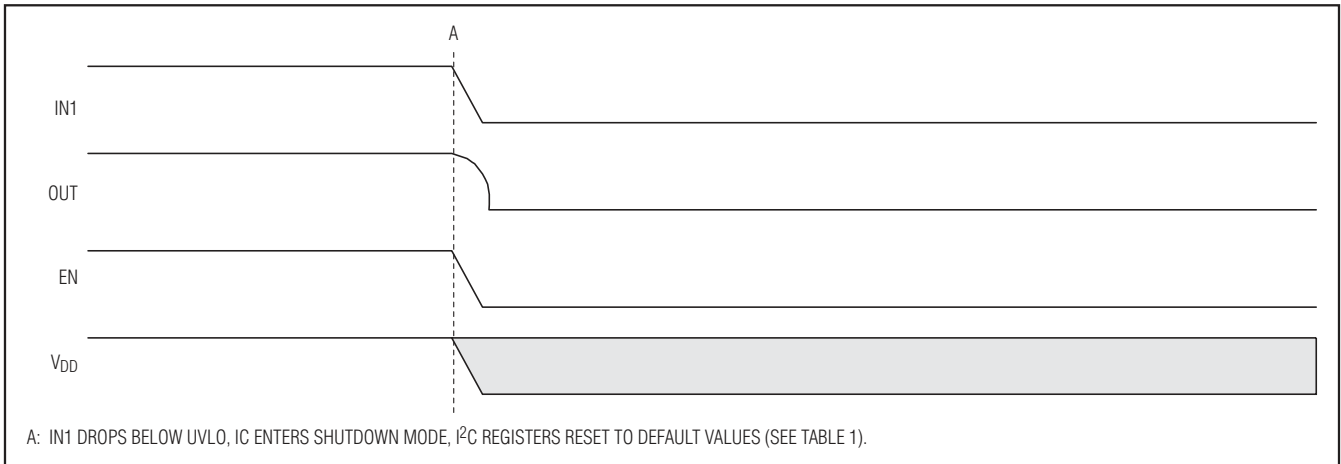 A
IN1
OUT
EN
VDD
A: IN1 DROPS BELOW UVLO, IC ENTERS SHUTDOWN MODE, I2C REGISTERS RESET TO DEFAULT VALUES (SEE TABLE 1).